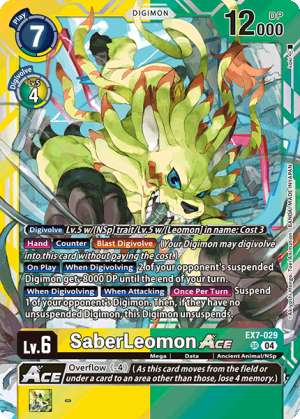 DIGIMON
Play
7
12000
DP
Digivolve
Lv.5
4
Digivolve Lv.5 w/[NSp] trait/Lv.5 w/[Leomon] in name: Cost 3
Hand Counter Blast Digivolve (Your Digimon may digivolve
into this card without paying the cost.)
On Play When Digivolving 2 of your opponent's suspended
Digimon get -8000 DP until the end of their turn.
When Digivolving When Attacking Once Per Turn Suspend
1 of your opponent's Digimon. Then, if they have no
unsuspended Digimon, this Digimon unsuspends.
Lv.6
SaberLeomon ACE
EX7-029
SR 04
Mega
Data
Ancient Animal/NSp
ACE Overflow (-4) (As this card moves from the field or
under a card to an area other than those, lose 4 memory.)
-